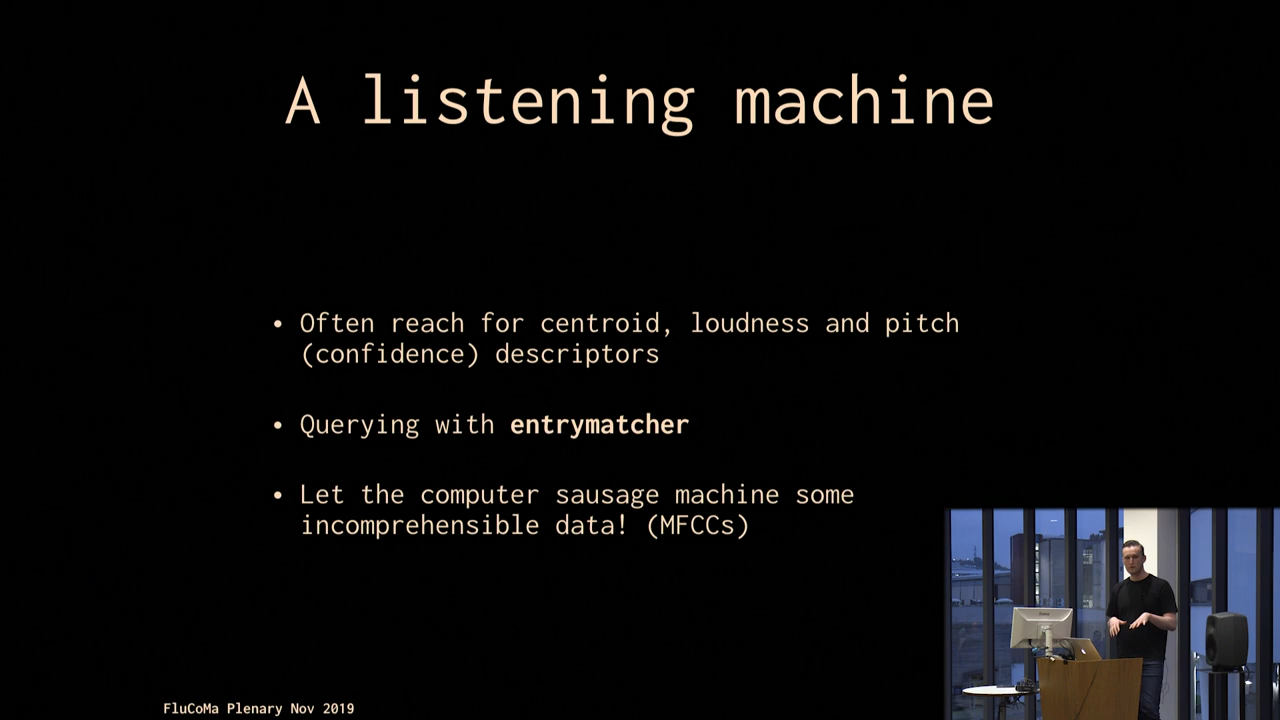 A listening machine
• Often reach for centroid, loudness and pitch
(confidence) descriptors
• Querying with entrymatcher
• Let the computer sausage machine some
incomprehensible data! (MFCCs)
FluCoMa Plenary Nov 2019